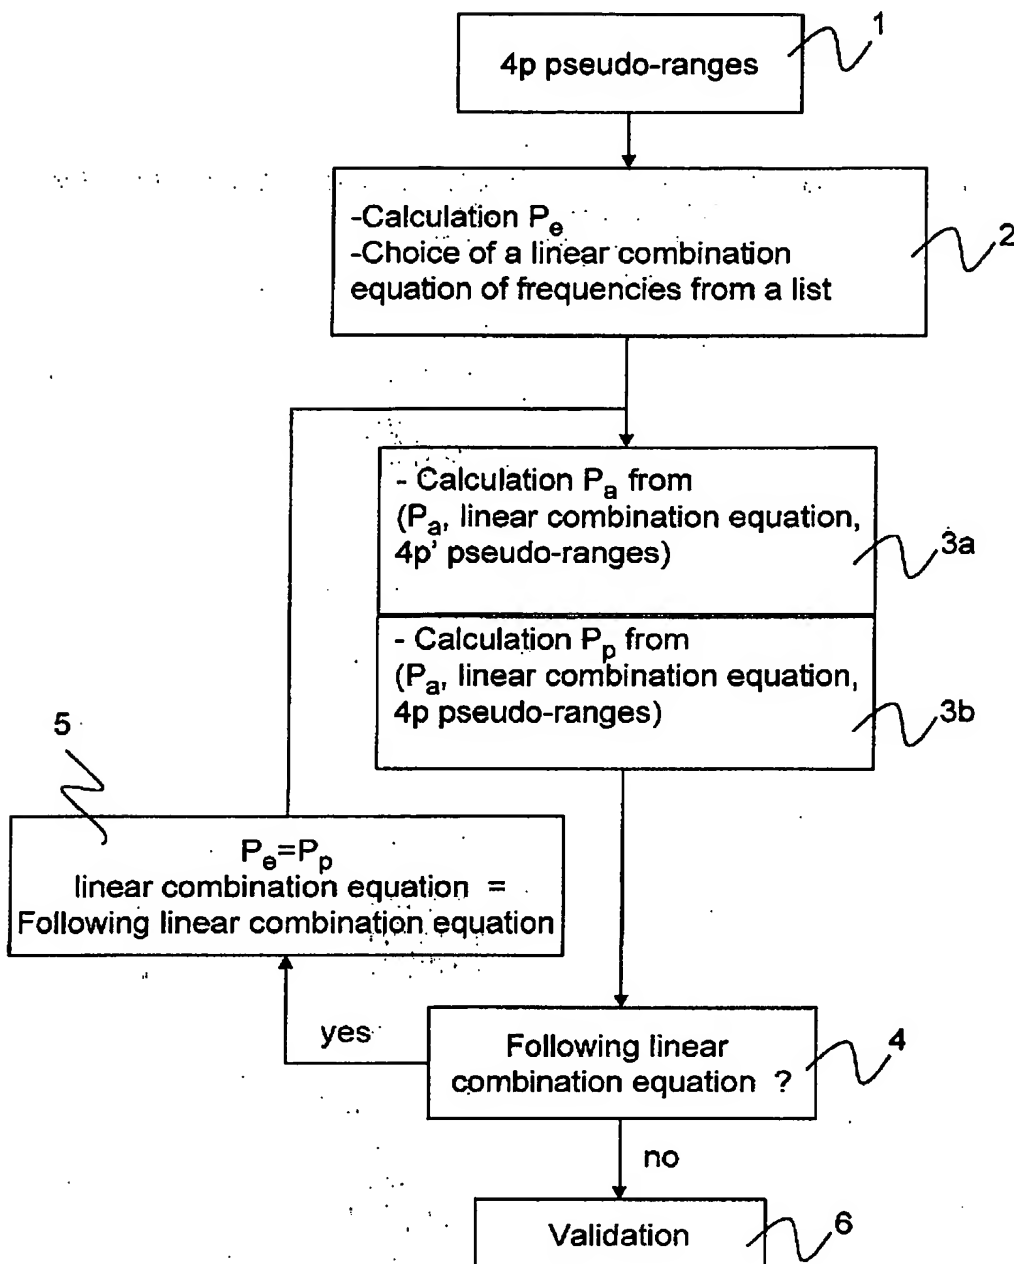 1
4p pseudo-ranges
-Calculation Pe
-Choice of a linear combination
equation of frequencies from a list
2
- Calculation Pa from
(Pa, linear combination equation,
4p' pseudo-ranges)
3a
- Calculation Pp from
(Pa, linear combination equation,
4p pseudo-ranges)
3b
5
Pe=Pp
linear combination equation =
Following linear combination equation
yes
Following linear
combination equation ?
4
no
Validation
6